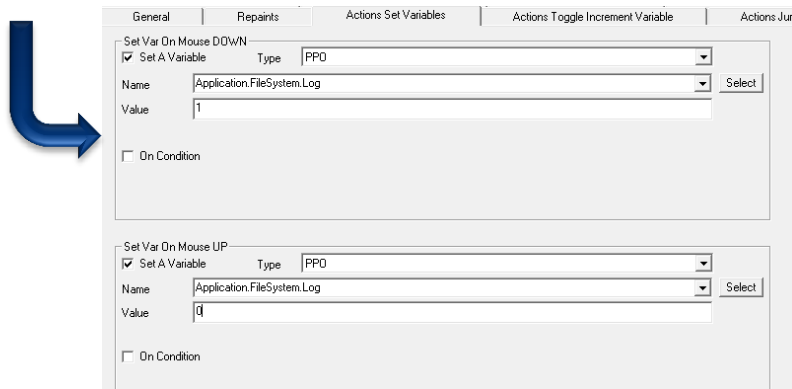 General Repaints Actions Set Variables Actions Toggle Increment Variable Actions
Set Var On Mouse DOWN
Set A Variable Type PPO
Name Application.FileSystem.Log Select
Value 1
On Condition
Set Var On Mouse UP
Set A Variable Type PPO
Name Application.FileSystem.Log Select
Value 0
On Condition